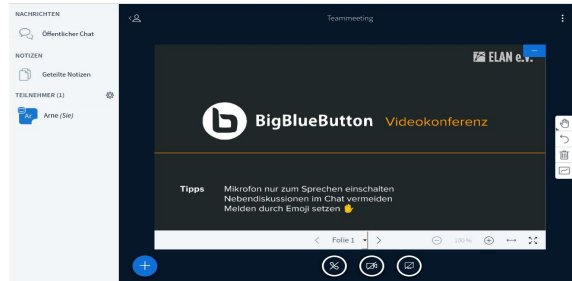 NACHRICHTEN
Öffentlicher Chat
NOTIZEN
Geteilte Notizen
TEILNEHMER (1)
Ar
Arne (Sie)
Teammeeting
ELAN e.V.
b BigBlueButton Videokonferenz
Tipps Mikrofon nur zum Sprechen einschalten
Nebendiskussionen im Chat vermeiden
Melden durch Emoji setzen
Folie 1
100%